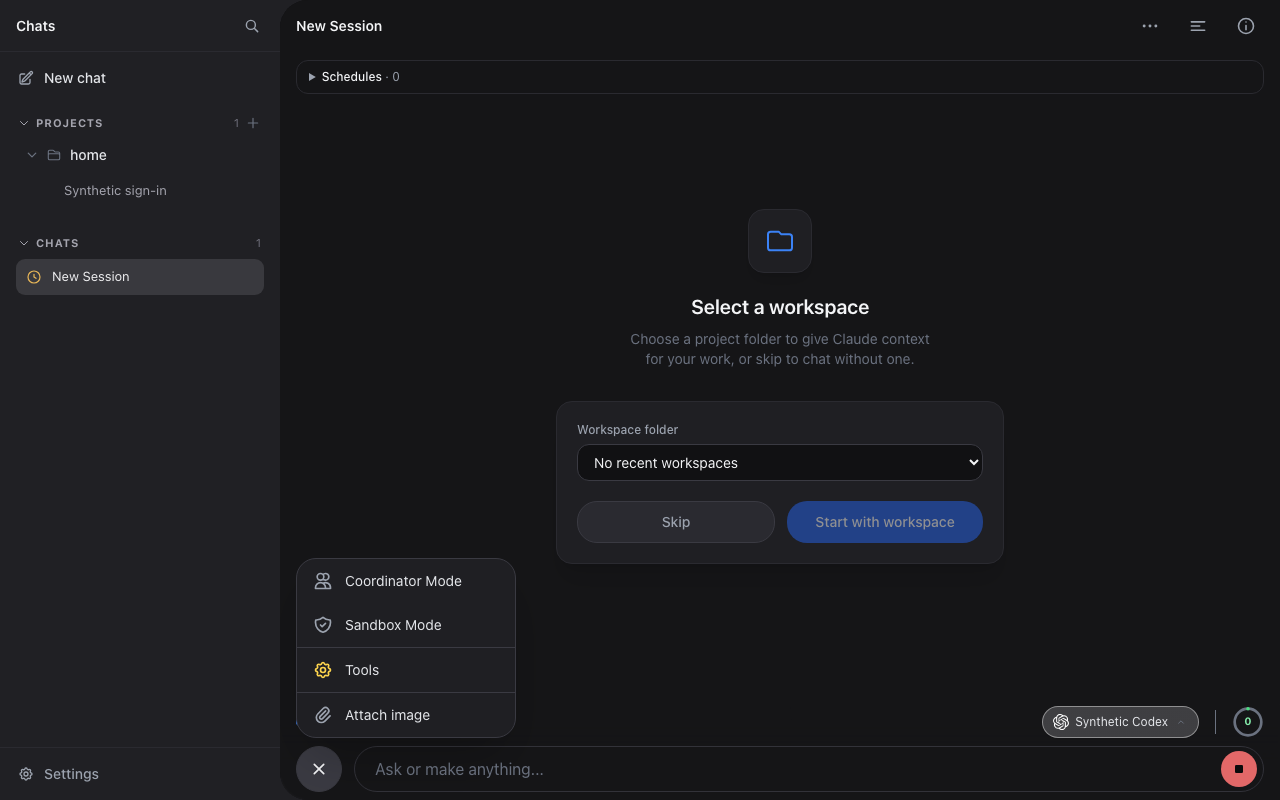 Chats
New chat
PROJECTS 1
home
Synthetic sign-in
CHATS 1
New Session
Settings
New Session
Schedules · 0
Select a workspace
Choose a project folder to give Claude context
for your work, or skip to chat without one.
Workspace folder
No recent workspaces
Skip
Start with workspace
Coordinator Mode
Sandbox Mode
Tools
Attach image
Synthetic Codex
0
Ask or make anything...